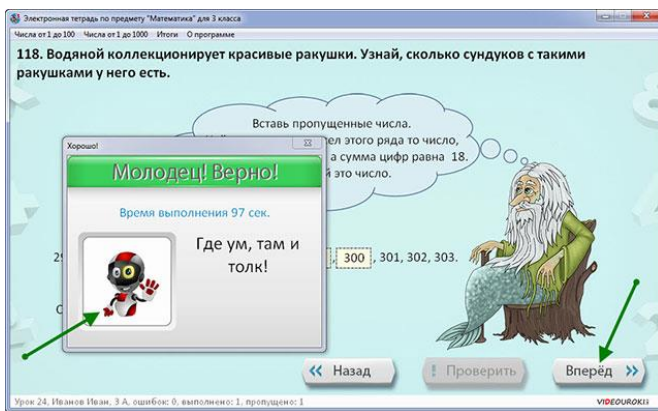 Электронная тетрадь по предмету "Математика" для 3 класса
Числа от 1 до 100 Числа от 1 до 1000 Итоги О программе
118. Водяной коллекционирует красивые ракушки. Узнай, сколько сундуков с такими
ракушками у него есть.
Вставь пропущенные числа.
ел этого ряда то число,
а сумма цифр равна 18.
й это число.
Хорошо!
Молодец! Верно!
Время выполнения 97 сек.
Где ум, там и
толк!
, 300 , 301, 302, 303.
Назад
! Проверить
Вперёд
Урок 24, Иванов Иван, 3 А, ошибок: 0, выполнено: 1, пропущено: 1
VIDEOUROKI